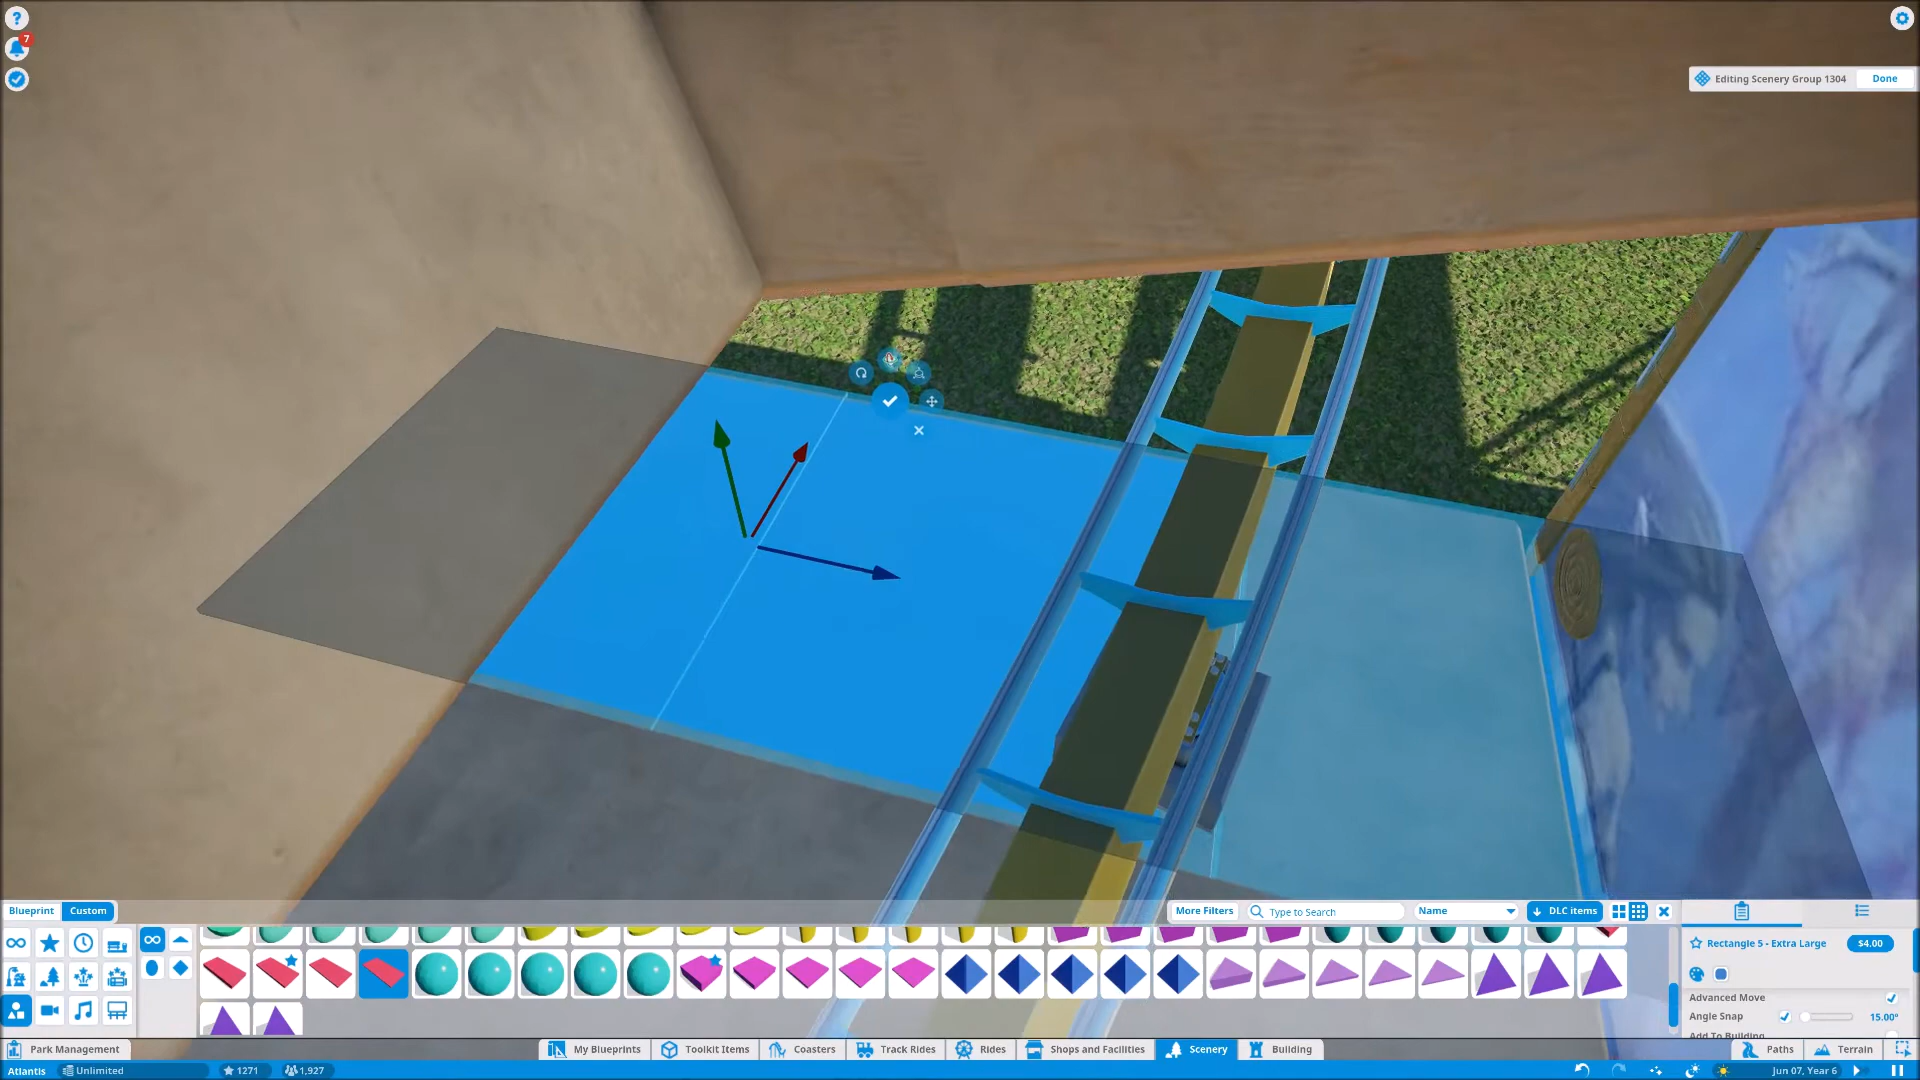 ?
7
Editing Scenery Group 1304
Done
Blueprint
Custom
More Filters
Type to Search
Name
DLC items
Rectangle 5 - Extra Large
$4.00
Advanced Move
Angle Snap
15.00°
Park Management
My Blueprints
Toolkit Items
Coasters
Track Rides
Rides
Shops and Facilities
Scenery
Building
Paths
Terrain
Atlantis
Unlimited
1271
1,927
Jun 07, Year 6